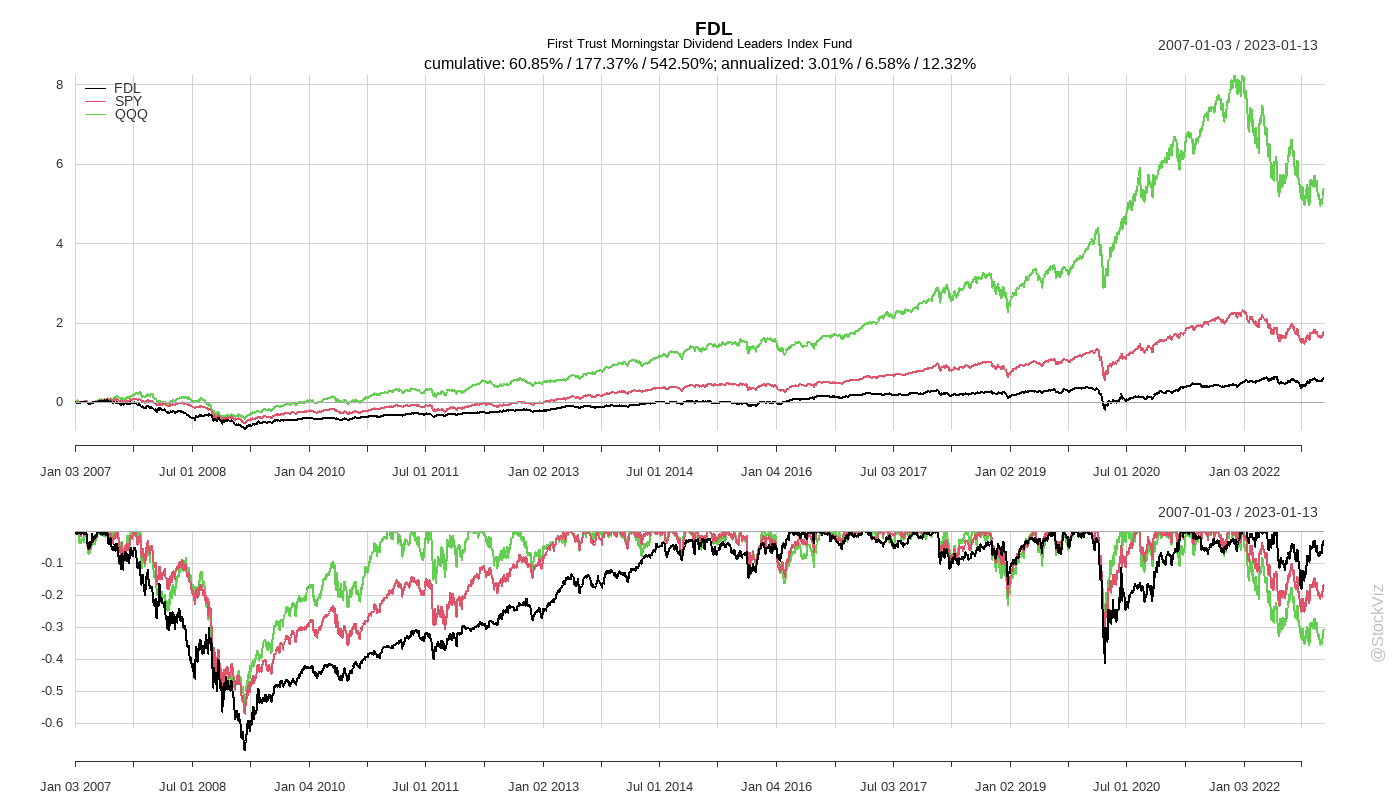 FDL
First Trust Morningstar Dividend Leaders Index Fund
2007-01-03 / 2023-01-13
cumulative: 60.85% / 177.37% / 542.50%; annualized: 3.01% / 6.58% / 12.32%
FDL
SPY
QQQ
8
6
4
2
0
Jan 03 2007 Jul 01 2008 Jan 04 2010 Jul 01 2011 Jan 02 2013 Jul 01 2014 Jan 04 2016 Jul 03 2017 Jan 02 2019 Jul 01 2020 Jan 03 2022
2007-01-03 / 2023-01-13
-0.1
-0.2
-0.3
-0.4
-0.5
-0.6
Jan 03 2007 Jul 01 2008 Jan 04 2010 Jul 01 2011 Jan 02 2013 Jul 01 2014 Jan 04 2016 Jul 03 2017 Jan 02 2019 Jul 01 2020 Jan 03 2022
@StockViz